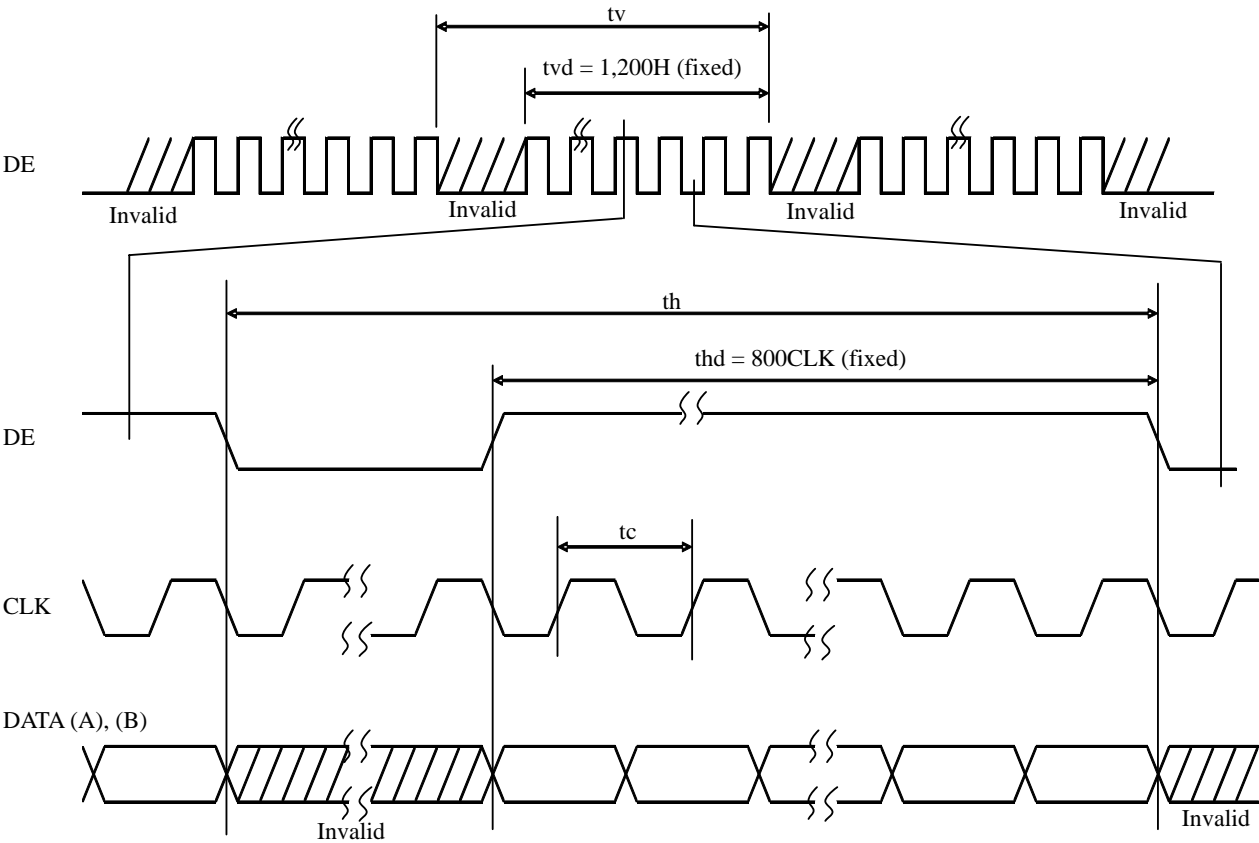 tv
tvd = 1,200H (fixed)
DE
Invalid
Invalid
Invalid
Invalid
th
thd = 800CLK (fixed)
DE
tc
CLK
DATA (A), (B)
Invalid
Invalid